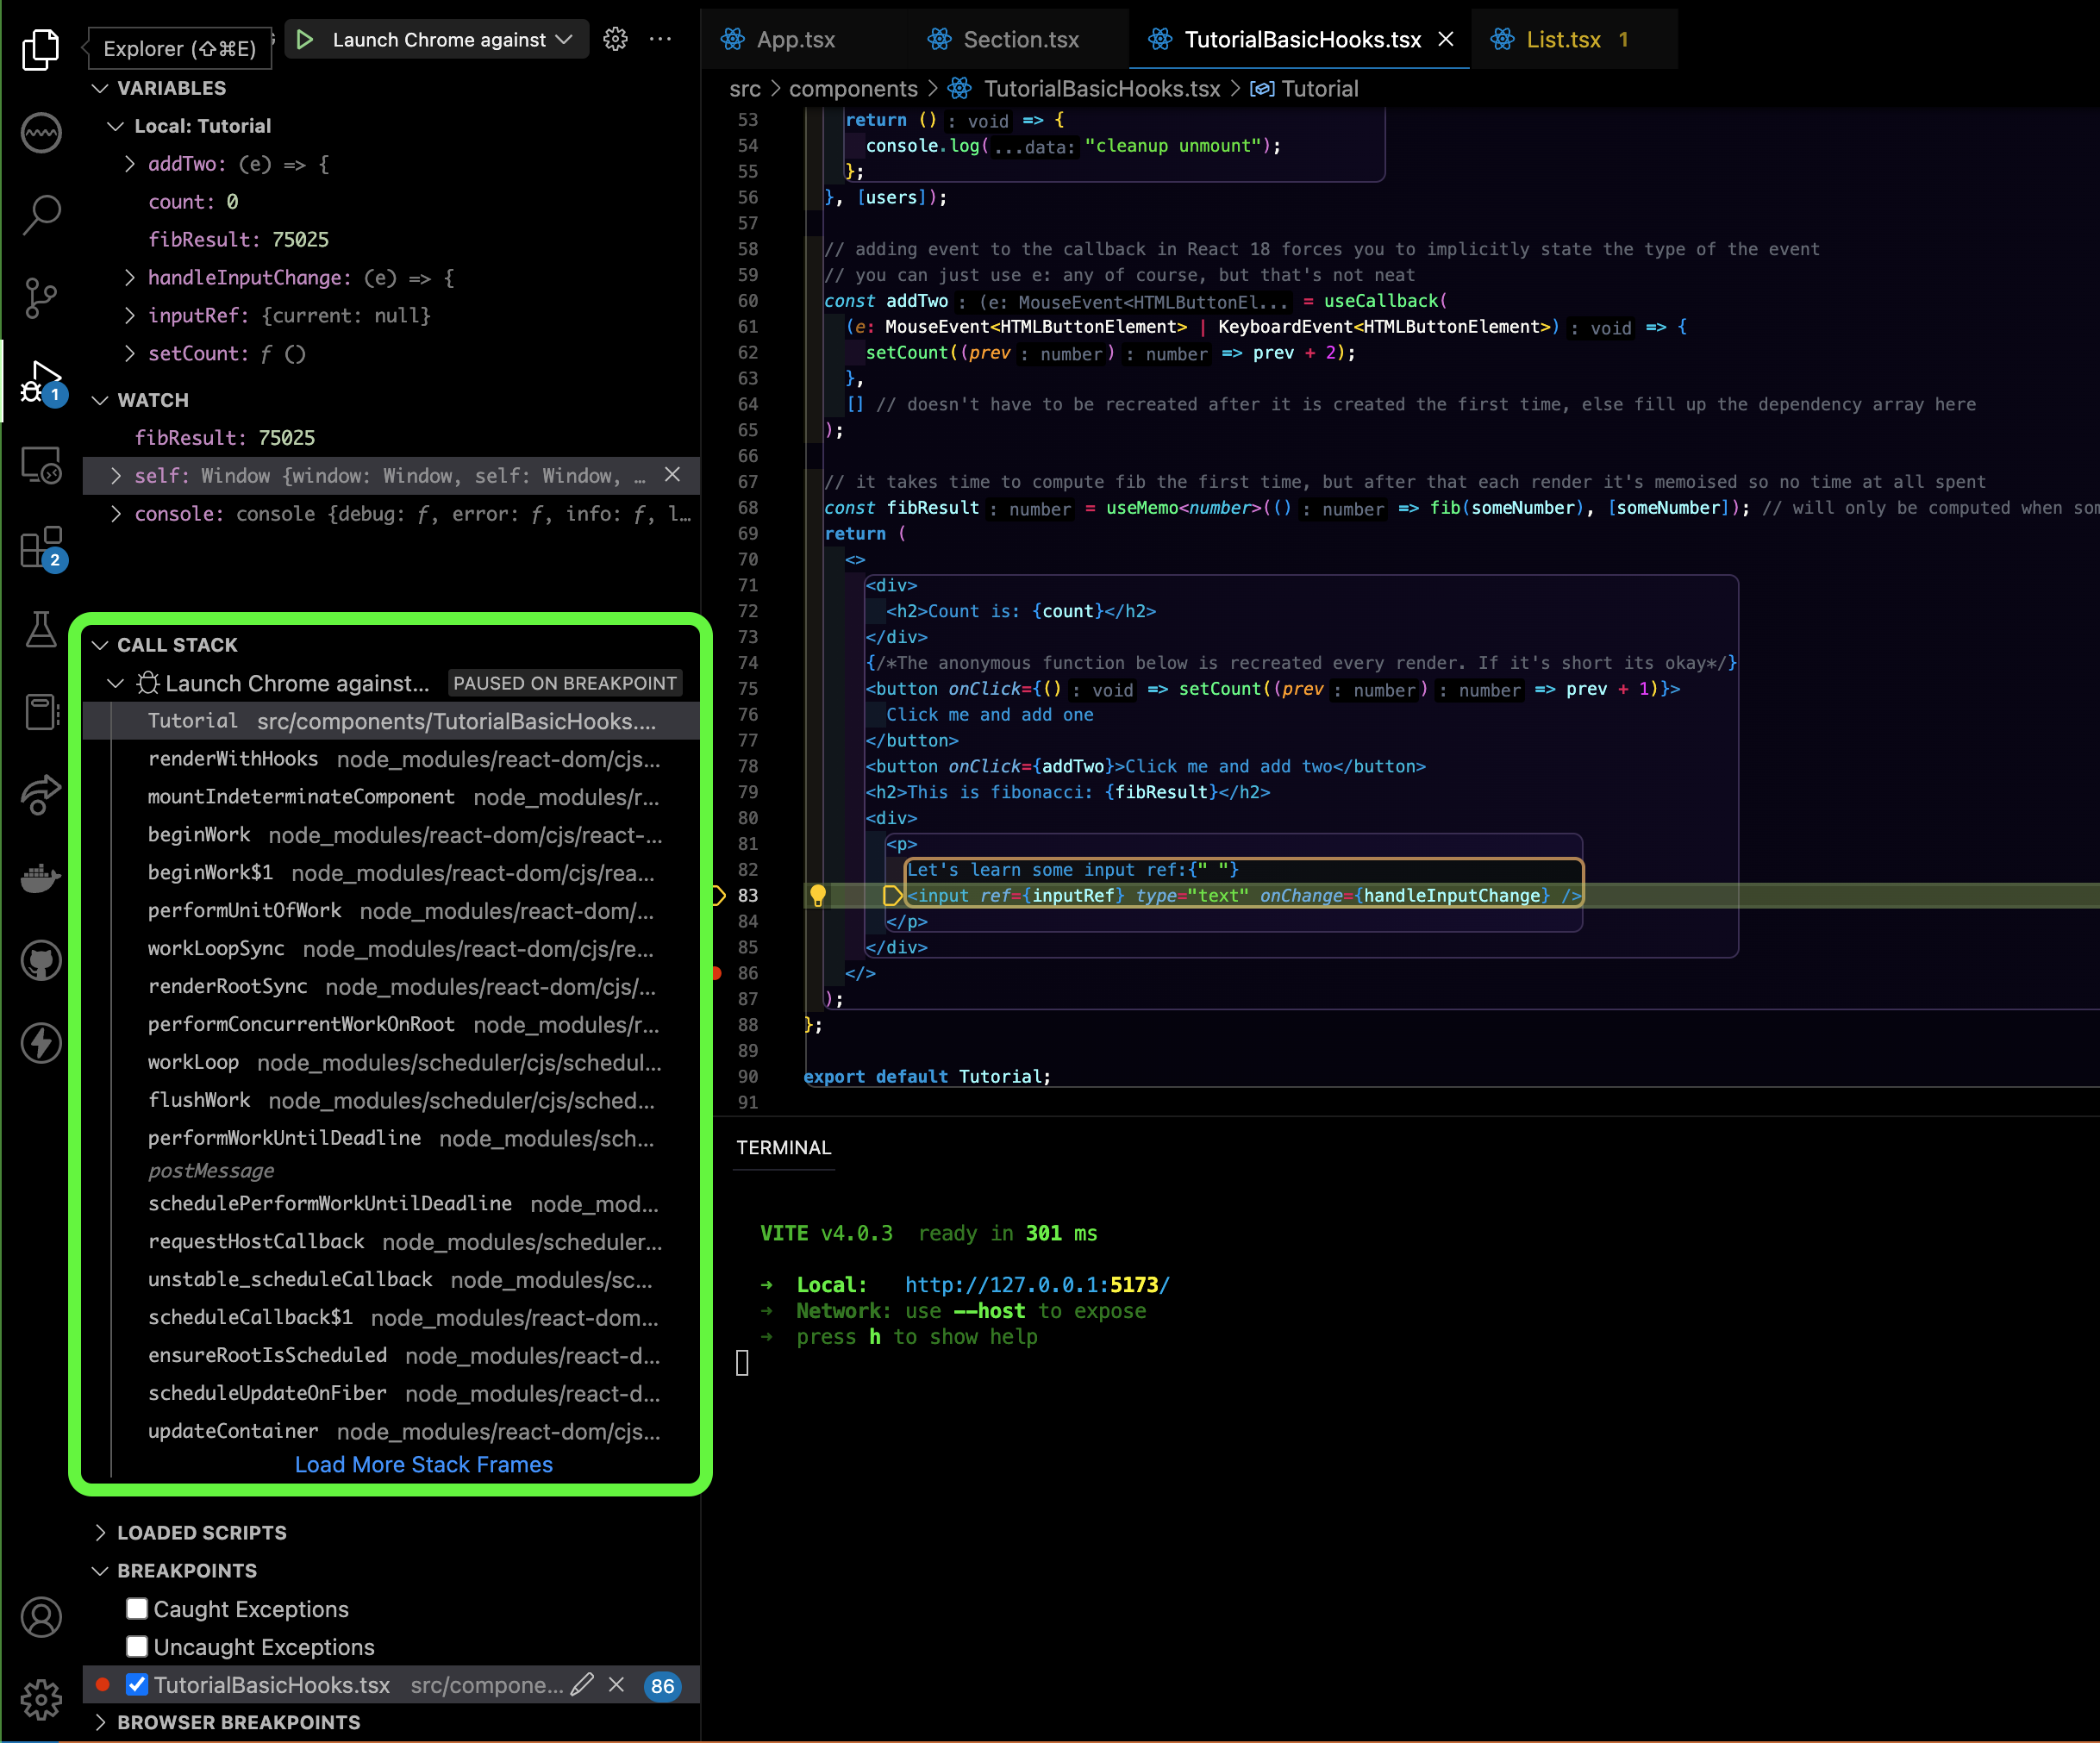 Explorer (⇧⌘E)
Launch Chrome against
VARIABLES
Local: Tutorial
addTwo: (e) => {
count: 0
fibResult: 75025
handleInputChange: (e) => {
inputRef: {current: null}
setCount: ƒ ()
1
WATCH
fibResult: 75025
self: Window {window: Window, self: Window, …
console: console {debug: ƒ, error: ƒ, info: ƒ, l…
2
CALL STACK
Launch Chrome against... PAUSED ON BREAKPOINT
Tutorial src/components/TutorialBasicHooks....
renderWithHooks node_modules/react-dom/cjs...
mountIndeterminateComponent node_modules/r...
beginWork node_modules/react-dom/cjs/react-...
beginWork$1 node_modules/react-dom/cjs/rea...
performUnitOfWork node_modules/react-dom/...
workLoopSync node_modules/react-dom/cjs/re...
renderRootSync node_modules/react-dom/cjs/...
performConcurrentWorkOnRoot node_modules/r...
workLoop node_modules/scheduler/cjs/schedul...
flushWork node_modules/scheduler/cjs/sched...
performWorkUntilDeadline node_modules/sch...
postMessage
schedulePerformWorkUntilDeadline node_mod...
requestHostCallback node_modules/scheduler...
unstable_scheduleCallback node_modules/sc...
scheduleCallback$1 node_modules/react-dom...
ensureRootIsScheduled node_modules/react-d...
scheduleUpdateOnFiber node_modules/react-d...
updateContainer node_modules/react-dom/cjs...
Load More Stack Frames
LOADED SCRIPTS
BREAKPOINTS
Caught Exceptions
Uncaught Exceptions
TutorialBasicHooks.tsx src/compone... 86
BROWSER BREAKPOINTS
App.tsx Section.tsx TutorialBasicHooks.tsx List.tsx 1
src > components > TutorialBasicHooks.tsx > Tutorial
53 return () : void => {
54 console.log(...data: "cleanup unmount");
55 };
56 }, [users]);
57
58 // adding event to the callback in React 18 forces you to implicitly state the type of the event
59 // you can just use e: any of course, but that's not neat
60 const addTwo : (e: MouseEvent<HTMLButtonEl... = useCallback(
61 (e: MouseEvent<HTMLButtonElement> | KeyboardEvent<HTMLButtonElement>) : void => {
62 setCount((prev : number) : number => prev + 2);
63 },
64 [] // doesn't have to be recreated after it is created the first time, else fill up the dependency array here
65 );
66
67 // it takes time to compute fib the first time, but after that each render it's memoised so no time at all spent
68 const fibResult : number = useMemo<number>(() : number => fib(someNumber), [someNumber]); // will only be computed when som
69 return (
70 <>
71 <div>
72 <h2>Count is: {count}</h2>
73 </div>
74 {/*The anonymous function below is recreated every render. If it's short its okay*/}
75 <button onClick={() : void => setCount((prev : number) : number => prev + 1)}>
76 Click me and add one
77 </button>
78 <button onClick={addTwo}>Click me and add two</button>
79 <h2>This is fibonacci: {fibResult}</h2>
80 <div>
81 <p>
82 Let's learn some input ref:{" "}
83 <input ref={inputRef} type="text" onChange={handleInputChange} />
84 </p>
85 </div>
86 </>
87 );
88 };
89
90 export default Tutorial;
91
TERMINAL
VITE v4.0.3 ready in 301 ms
➜ Local: http://127.0.0.1:5173/
➜ Network: use --host to expose
➜ press h to show help